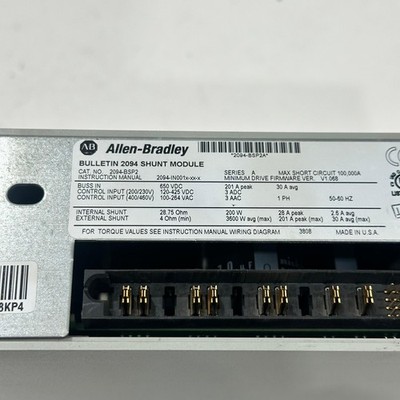 AB Allen-Bradley
*2094-BSP2A*
BULLETIN 2094 SHUNT MODULE
CAT. NO. 2094-BSP2 SERIES A MAX SHORT CIRCUIT 100,000A
INSTRUCTION MANUAL 2094-IN001x-xx-x MINIMUM DRIVE FIRMWARE VER. V1.068
BUSS IN 650 VDC 201 A peak 30 A avg
CONTROL INPUT (200/230V) 120-425 VDC 3 ADC
CONTROL INPUT (400/460V) 100-264 VAC 3 AAC 1 PH 50-60 HZ
INTERNAL SHUNT 28.75 Ohm 200 W 28 A peak 2.6 A avg
EXTERNAL SHUNT 4 Ohm (min) 3600 W avg (max) 201 A peak (max) 30 A avg (max)
FOR TORQUE VALUES SEE INSTRUCTION MANUAL WIRING DIAGRAM 3808 MADE IN U.S.A.
8KP4